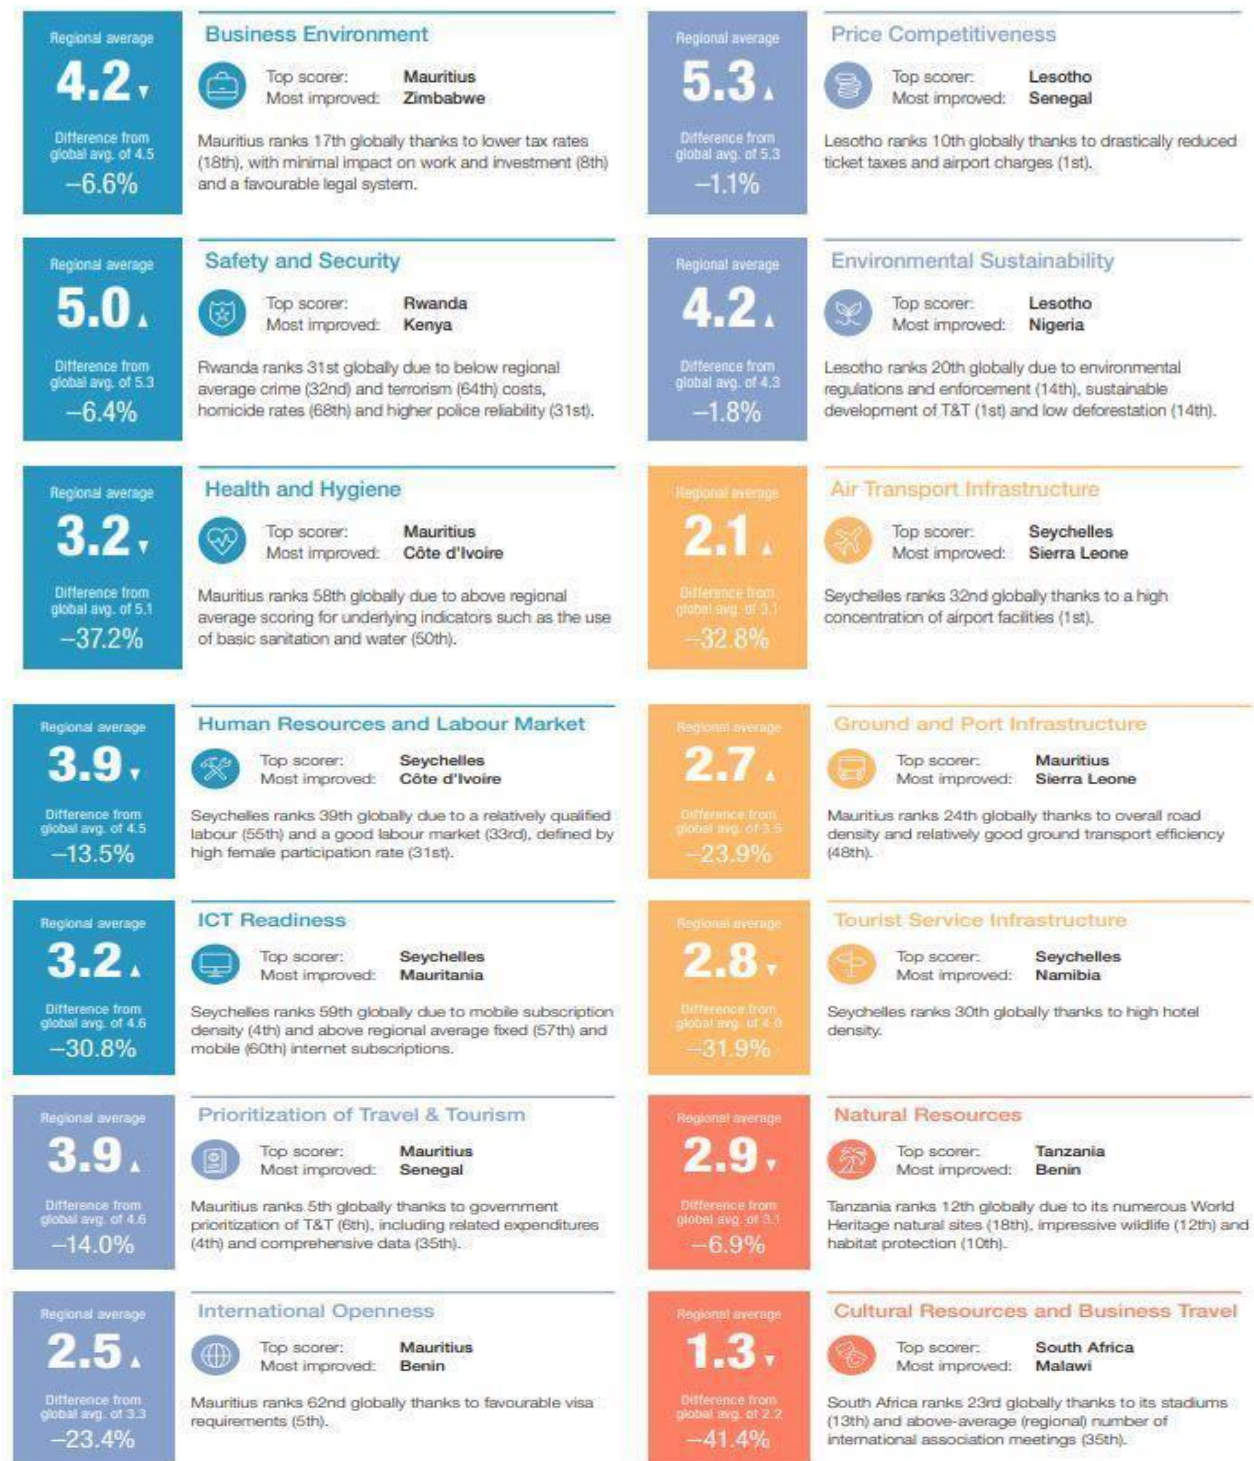 Regional average
4.2 ▼
Difference from
global avg. of 4.5
–6.6%
Business Environment
Top scorer: Mauritius
Most improved: Zimbabwe
Mauritius ranks 17th globally thanks to lower tax rates
(18th), with minimal impact on work and investment (8th)
and a favourable legal system.
Regional average
5.3 ▲
Difference from
global avg. of 5.3
–1.1%
Price Competitiveness
Top scorer: Lesotho
Most improved: Senegal
Lesotho ranks 10th globally thanks to drastically reduced
ticket taxes and airport charges (1st).
Regional average
5.0 ▲
Difference from
global avg. of 5.3
–6.4%
Safety and Security
Top scorer: Rwanda
Most improved: Kenya
Rwanda ranks 31st globally due to below regional
average crime (32nd) and terrorism (64th) costs,
homicide rates (68th) and higher police reliability (31st).
Regional average
4.2 ▲
Difference from
global avg. of 4.3
–1.8%
Environmental Sustainability
Top scorer: Lesotho
Most improved: Nigeria
Lesotho ranks 20th globally due to environmental
regulations and enforcement (14th), sustainable
development of T&T (1st) and low deforestation (14th).
Regional average
3.2 ▼
Difference from
global avg. of 5.1
–37.2%
Health and Hygiene
Top scorer: Mauritius
Most improved: Côte d'Ivoire
Mauritius ranks 58th globally due to above regional
average scoring for underlying indicators such as the use
of basic sanitation and water (50th).
Regional average
2.1 ▲
Difference from
global avg. of 3.1
–32.8%
Air Transport Infrastructure
Top scorer: Seychelles
Most improved: Sierra Leone
Seychelles ranks 32nd globally thanks to a high
concentration of airport facilities (1st).
Regional average
3.9 ▼
Difference from
global avg. of 4.5
–13.5%
Human Resources and Labour Market
Top scorer: Seychelles
Most improved: Côte d'Ivoire
Seychelles ranks 39th globally due to a relatively qualified
labour (55th) and a good labour market (33rd), defined by
high female participation rate (31st).
Regional average
2.7 ▲
Difference from
global avg. of 3.5
–23.9%
Ground and Port Infrastructure
Top scorer: Mauritius
Most improved: Sierra Leone
Mauritius ranks 24th globally thanks to overall road
density and relatively good ground transport efficiency
(48th).
Regional average
3.2 ▲
Difference from
global avg. of 4.6
–30.8%
ICT Readiness
Top scorer: Seychelles
Most improved: Mauritania
Seychelles ranks 59th globally due to mobile subscription
density (4th) and above regional average fixed (57th) and
mobile (60th) internet subscriptions.
Regional average
2.8 ▼
Difference from
global avg. of 4.0
–31.9%
Tourist Service Infrastructure
Top scorer: Seychelles
Most improved: Namibia
Seychelles ranks 30th globally thanks to high hotel
density.
Regional average
3.9 ▲
Difference from
global avg. of 4.6
–14.0%
Prioritization of Travel & Tourism
Top scorer: Mauritius
Most improved: Senegal
Mauritius ranks 5th globally thanks to government
prioritization of T&T (6th), including related expenditures
(4th) and comprehensive data (35th).
Regional average
2.9 ▼
Difference from
global avg. of 3.1
–6.9%
Natural Resources
Top scorer: Tanzania
Most improved: Benin
Tanzania ranks 12th globally due to its numerous World
Heritage natural sites (18th), impressive wildlife (12th) and
habitat protection (10th).
Regional average
2.5 ▲
Difference from
global avg. of 3.3
–23.4%
International Openness
Top scorer: Mauritius
Most improved: Benin
Mauritius ranks 62nd globally thanks to favourable visa
requirements (5th).
Regional average
1.3 ▼
Difference from
global avg. of 2.2
–41.4%
Cultural Resources and Business Travel
Top scorer: South Africa
Most improved: Malawi
South Africa ranks 23rd globally thanks to its stadiums
(13th) and above-average (regional) number of
international association meetings (35th).